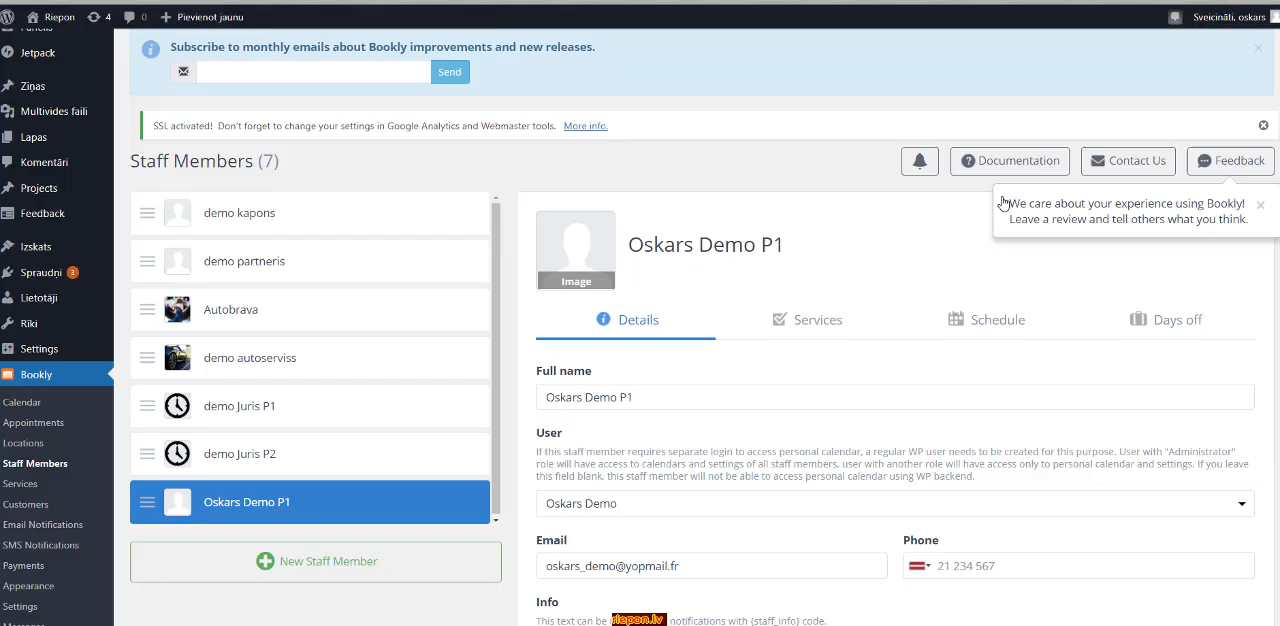 Riepon
4
0
Pievienot jaunu
Sveicināti, oskars
Jetpack
Ziņas
Multivides faili
Lapas
Komentāri
Projects
Feedback
Izskats
Spraudņi 3
Lietotāji
Rīki
Settings
Bookly
Calendar
Appointments
Locations
Staff Members
Services
Customers
Email Notifications
SMS Notifications
Payments
Appearance
Settings
Subscribe to monthly emails about Bookly improvements and new releases.
Send
SSL activated! Don't forget to change your settings in Google Analytics and Webmaster tools. More info.
Staff Members (7)
Documentation
Contact Us
Feedback
We care about your experience using Bookly!
Leave a review and tell others what you think.
demo kapons
demo partneris
Autobrava
demo autoserviss
demo Juris P1
demo Juris P2
Oskars Demo P1
New Staff Member
Image
Oskars Demo P1
Details
Services
Schedule
Days off
Full name
Oskars Demo P1
User
If this staff member requires separate login to access personal calendar, a regular WP user needs to be created for this purpose. User with "Administrator"
role will have access to calendars and settings of all staff members, user with another role will have access only to personal calendar and settings. If you leave
this field blank, this staff member will not be able to access personal calendar using WP backend.
Oskars Demo
Email
Phone
oskars_demo@yopmail.fr
21 234 567
Info
This text can be riepon.lv notifications with {staff_info} code.